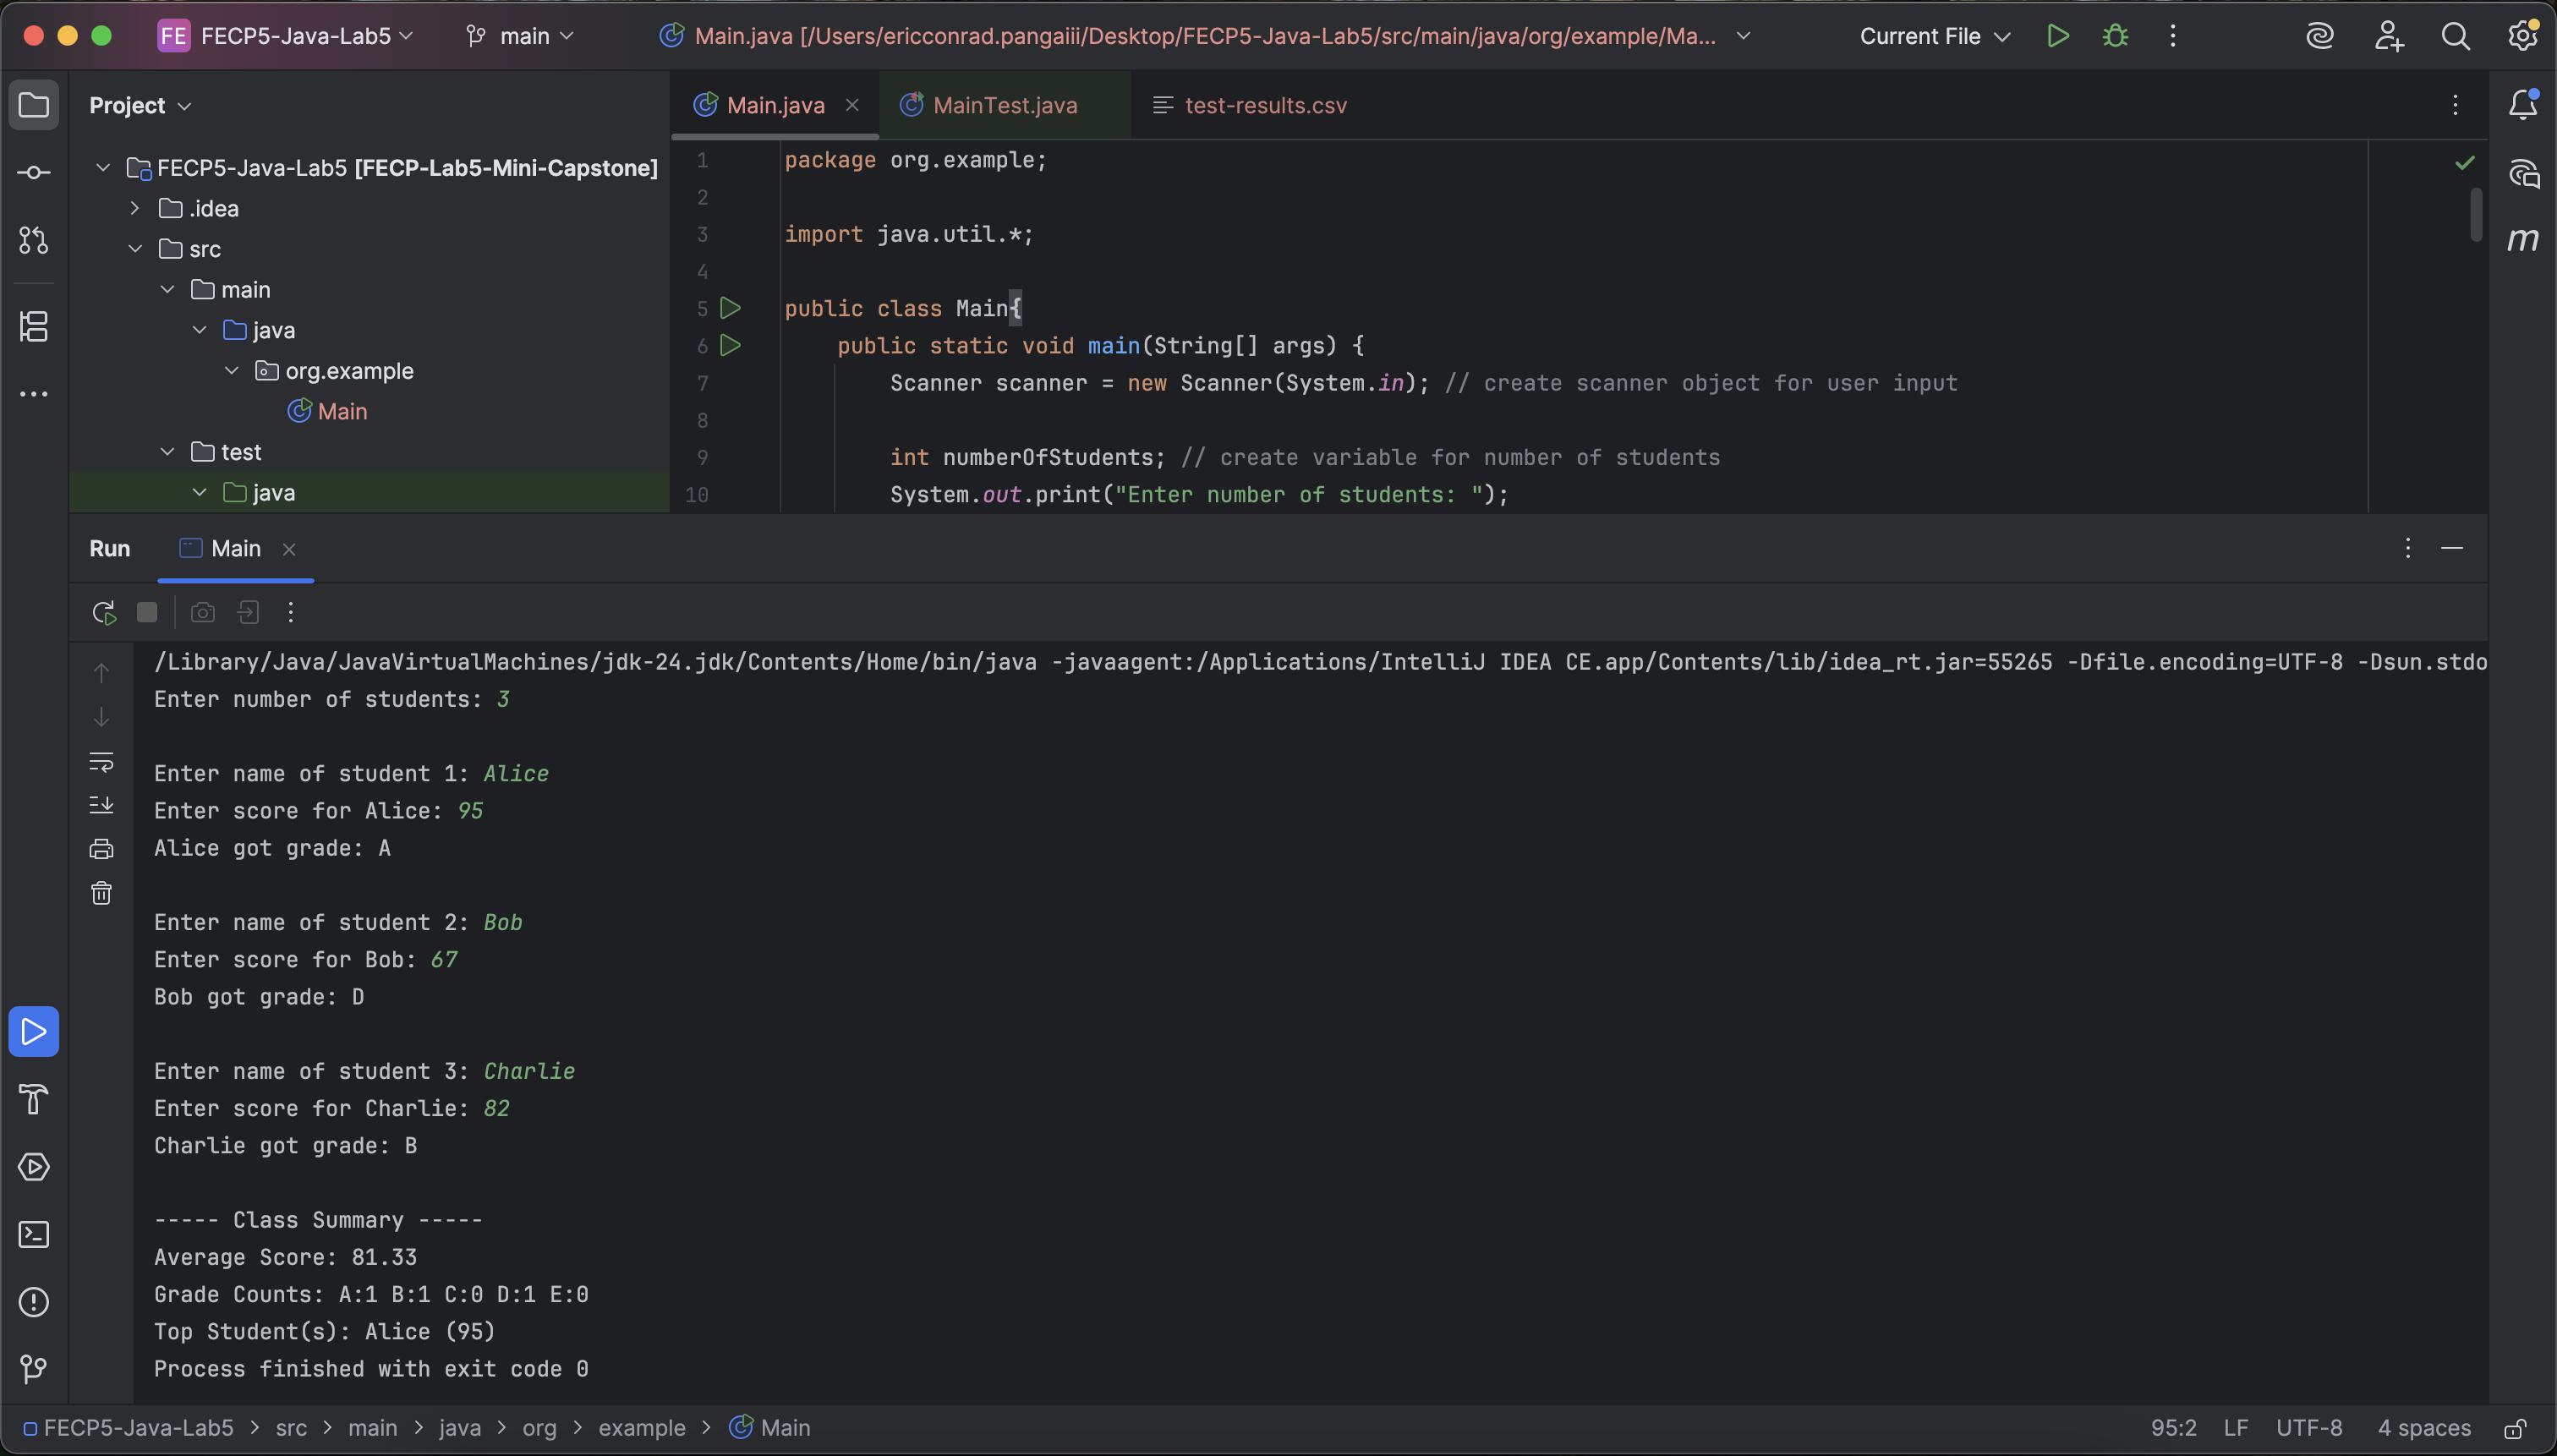 FE FECP5-Java-Lab5 main Main.java [/Users/ericconrad.pangaiii/Desktop/FECP5-Java-Lab5/src/main/java/org/example/Ma... Current File
Project
FECP5-Java-Lab5 [FECP-Lab5-Mini-Capstone]
.idea
src
main
java
org.example
Main
test
java
Main.java MainTest.java test-results.csv
1 package org.example;
2
3 import java.util.*;
4
5 public class Main{
6 public static void main(String[] args) {
7 Scanner scanner = new Scanner(System.in); // create scanner object for user input
8
9 int numberOfStudents; // create variable for number of students
10 System.out.print("Enter number of students: ");
m
Run Main
/Library/Java/JavaVirtualMachines/jdk-24.jdk/Contents/Home/bin/java -javaagent:/Applications/IntelliJ IDEA CE.app/Contents/lib/idea_rt.jar=55265 -Dfile.encoding=UTF-8 -Dsun.stdo
Enter number of students: 3
Enter name of student 1: Alice
Enter score for Alice: 95
Alice got grade: A
Enter name of student 2: Bob
Enter score for Bob: 67
Bob got grade: D
Enter name of student 3: Charlie
Enter score for Charlie: 82
Charlie got grade: B
----- Class Summary -----
Average Score: 81.33
Grade Counts: A:1 B:1 C:0 D:1 E:0
Top Student(s): Alice (95)
Process finished with exit code 0
FECP5-Java-Lab5 > src > main > java > org > example > Main 95:2 LF UTF-8 4 spaces